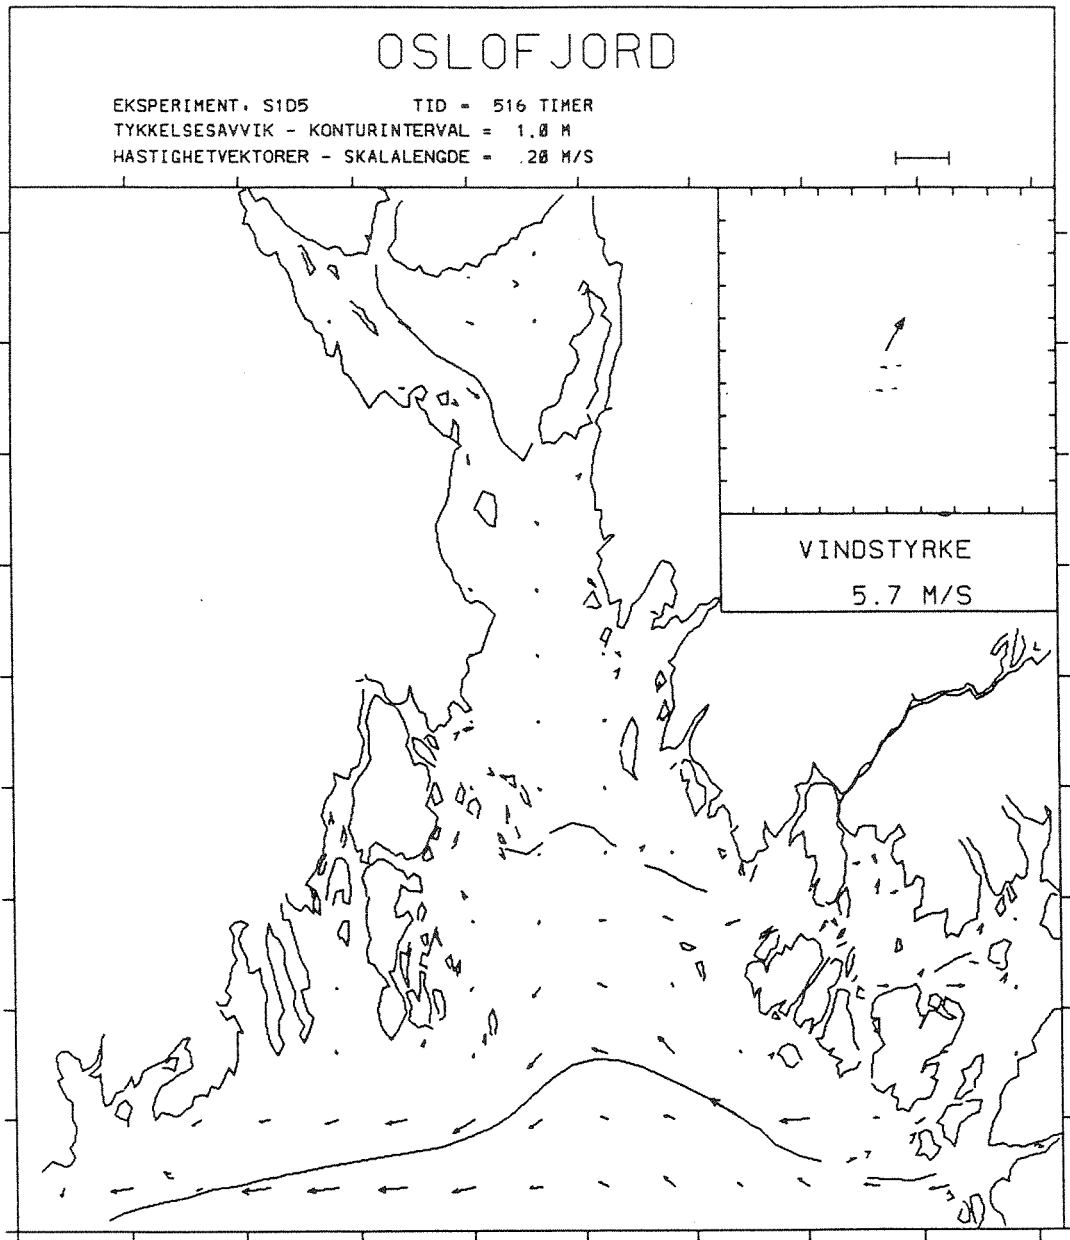 OSLOFJORD
EKSPERIMENT. S1D5 TID = 516 TIMER
TYKKELSESAVVIK - KONTURINTERVAL = 1.0 M
HASTIGHETVEKTORER - SKALALENGDE = .20 M/S
VINDSTYRKE
5.7 M/S